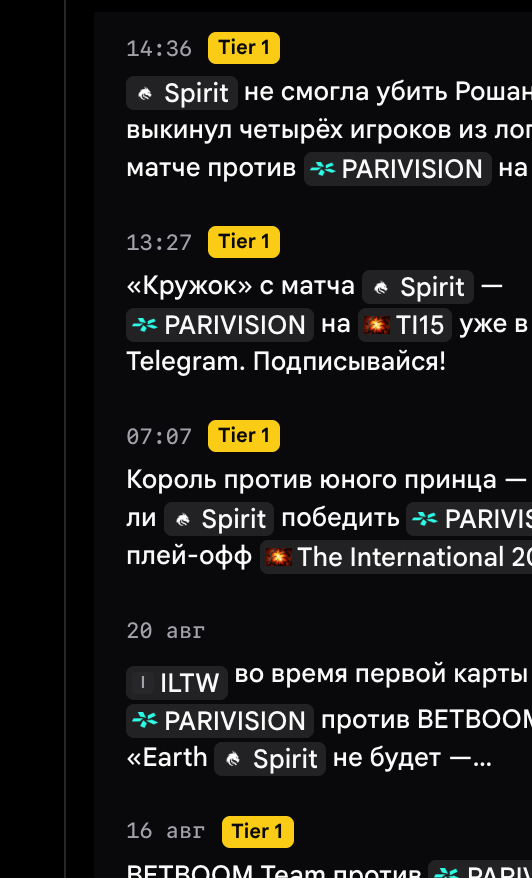 14:36 Tier 1
Spirit не смогла убить Рошан
выкинул четырёх игроков из
матче против PARIVISION на
13:27 Tier 1
«Кружок» с матча Spirit —
PARIVISION на TI15 уже в
Telegram. Подписывайся!
07:07 Tier 1
Король против юного принца —
ли Spirit победить
плей-офф The International
20 авг
ILTW во время первой карты
PARIVISION против BETBOOM
«Earth Spirit не будет —...
16 авг Tier 1
BETBOOM Team против